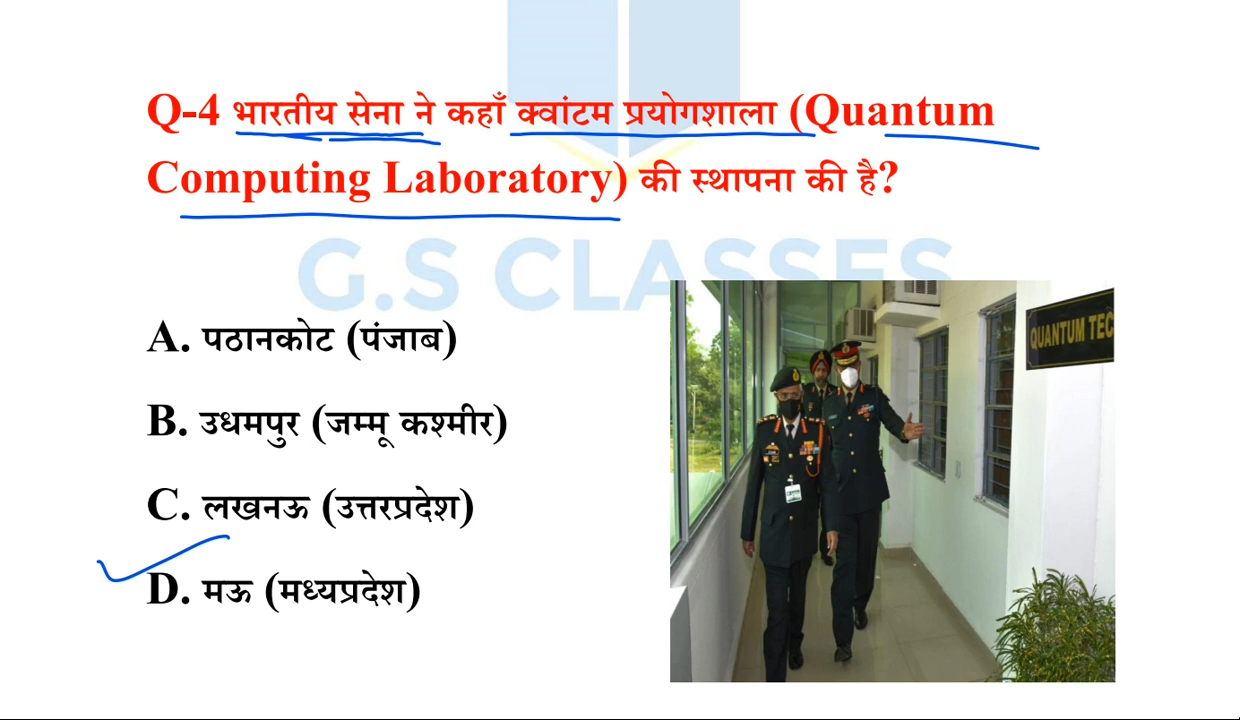 Q-4 भारतीय सेना ने कहाँ क्वांटम प्रयोगशाला (Quantum
Computing Laboratory) की स्थापना की है?
G.S CLASSES
A. पठानकोट (पंजाब)
B. उधमपुर (जम्मू कश्मीर)
C. लखनऊ (उत्तरप्रदेश)
D. मऊ (मध्यप्रदेश)
QUANTUM TEC